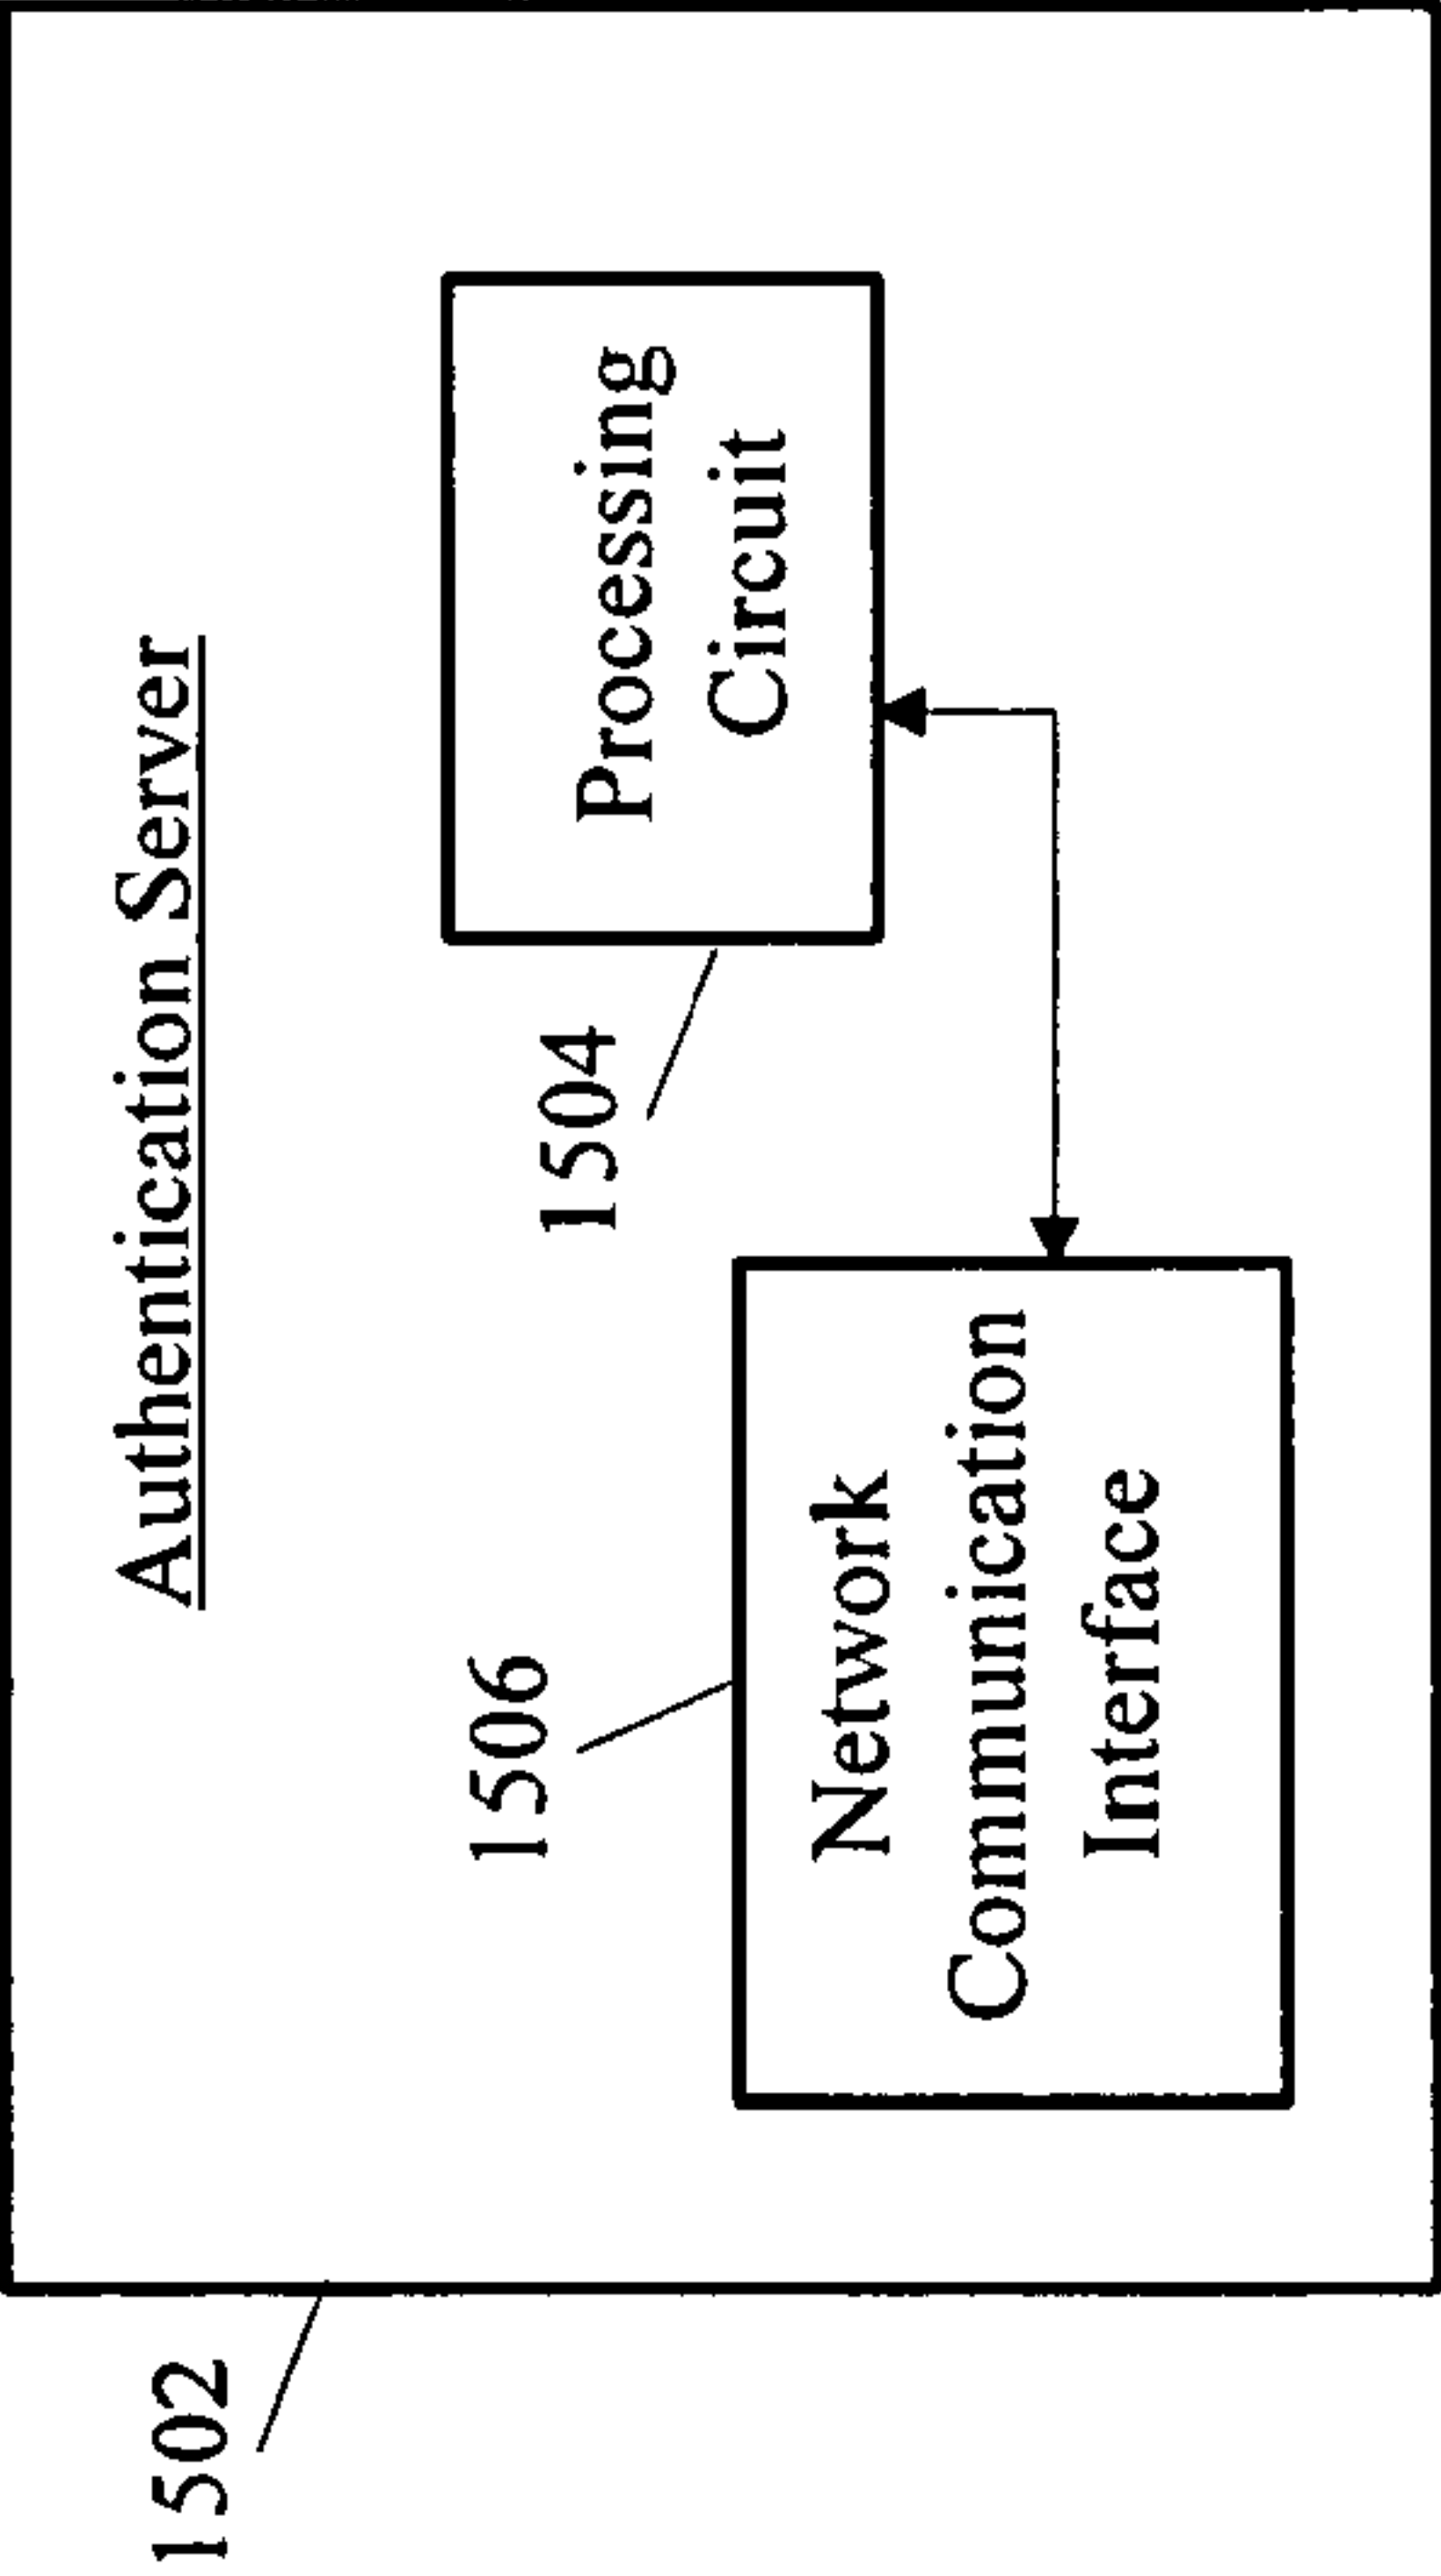 1502
Authentication Server
1506
Network
Communication
Interface
1504
Processing
Circuit